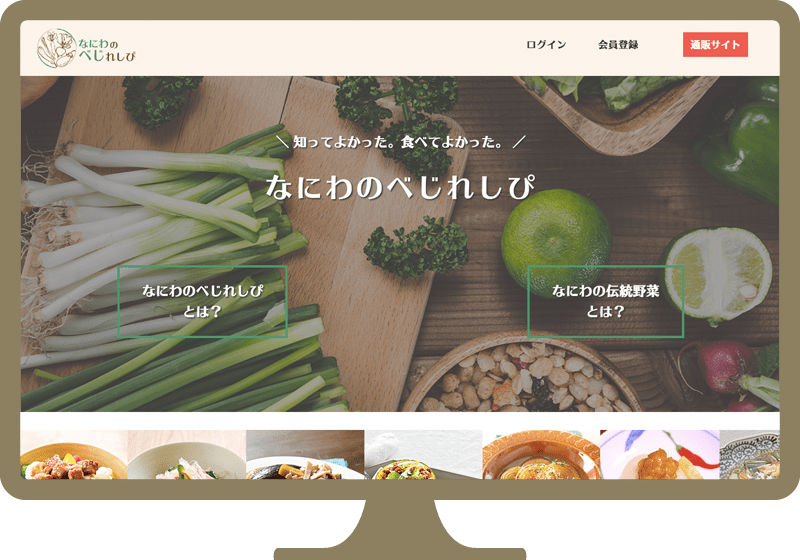 なにわの
べじれしぴ
ログイン
会員登録
通販サイト
＼ 知ってよかった。食べてよかった。 ／
なにわのべじれしぴ
なにわのべじれしぴ
とは？
なにわの伝統野菜
とは？